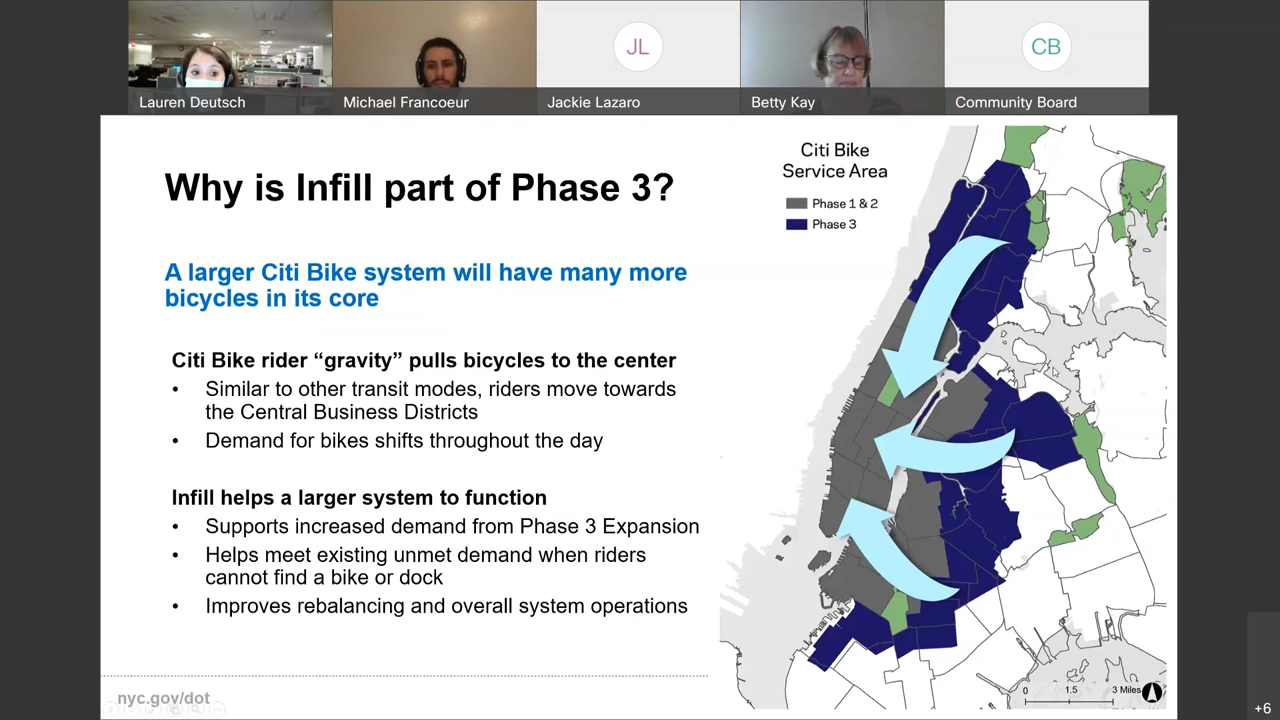 JL
CB
Lauren Deutsch
Michael Francoeur
Jackie Lazaro
Betty Kay
Community Board
Why is Infill part of Phase 3?
A larger Citi Bike system will have many more
bicycles in its core
Citi Bike rider “gravity” pulls bicycles to the center
• Similar to other transit modes, riders move towards
the Central Business Districts
• Demand for bikes shifts throughout the day
Infill helps a larger system to function
• Supports increased demand from Phase 3 Expansion
• Helps meet existing unmet demand when riders
cannot find a bike or dock
• Improves rebalancing and overall system operations
nyc.gov/dot
Citi Bike
Service Area
Phase 1 & 2
Phase 3
0 1.5 3 Miles
+6